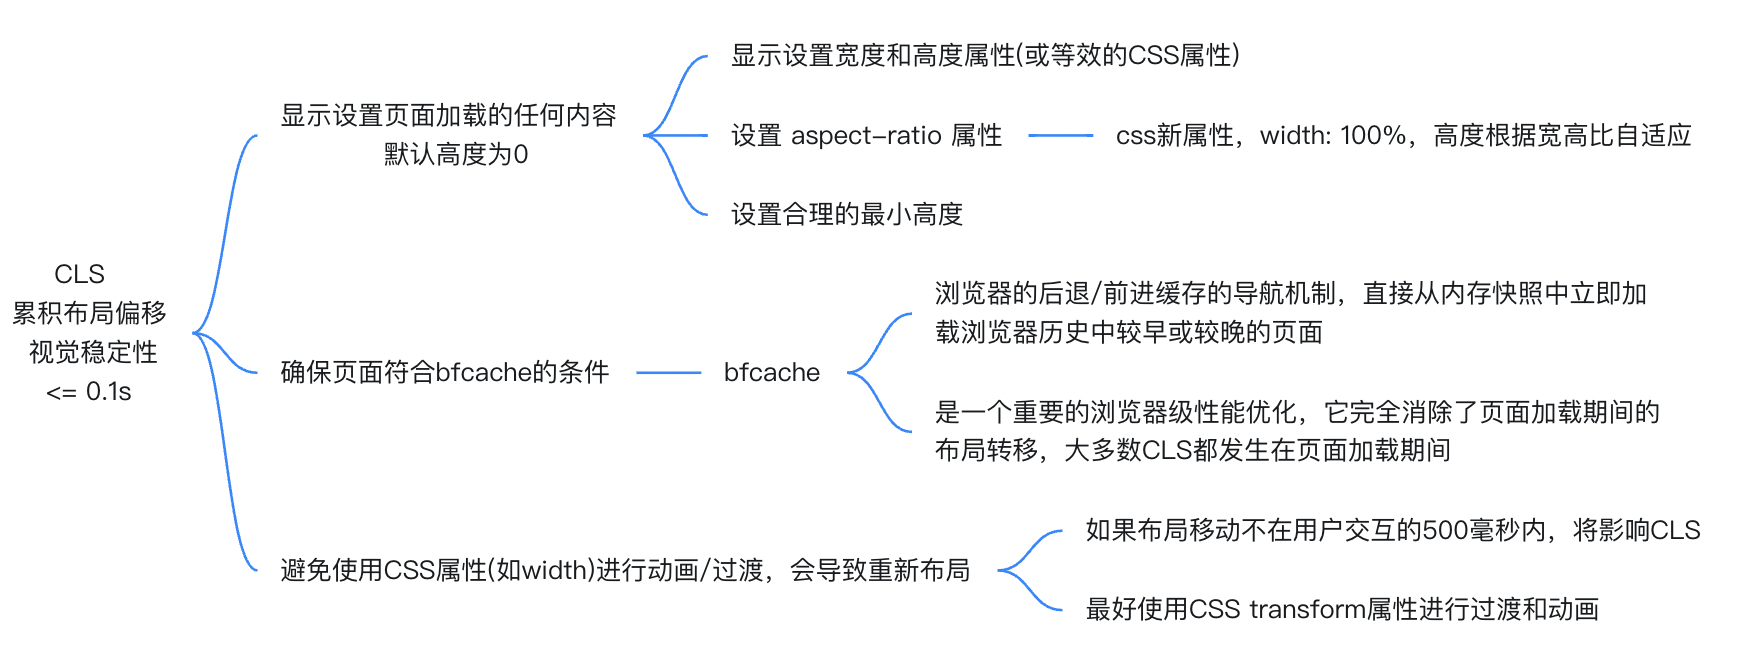 CLS
累积布局偏移
视觉稳定性
<= 0.1s
显示设置页面加载的任何内容
默认高度为0
显示设置宽度和高度属性(或等效的CSS属性)
设置 aspect-ratio 属性
css新属性，width: 100%，高度根据宽高比自适应
设置合理的最小高度
确保页面符合bfcache的条件
bfcache
浏览器的后退/前进缓存的导航机制，直接从内存快照中立即加
载浏览器历史中较早或较晚的页面
是一个重要的浏览器级性能优化，它完全消除了页面加载期间的
布局转移，大多数CLS都发生在页面加载期间
避免使用CSS属性(如width)进行动画/过渡，会导致重新布局
如果布局移动不在用户交互的500毫秒内，将影响CLS
最好使用CSS transform属性进行过渡和动画